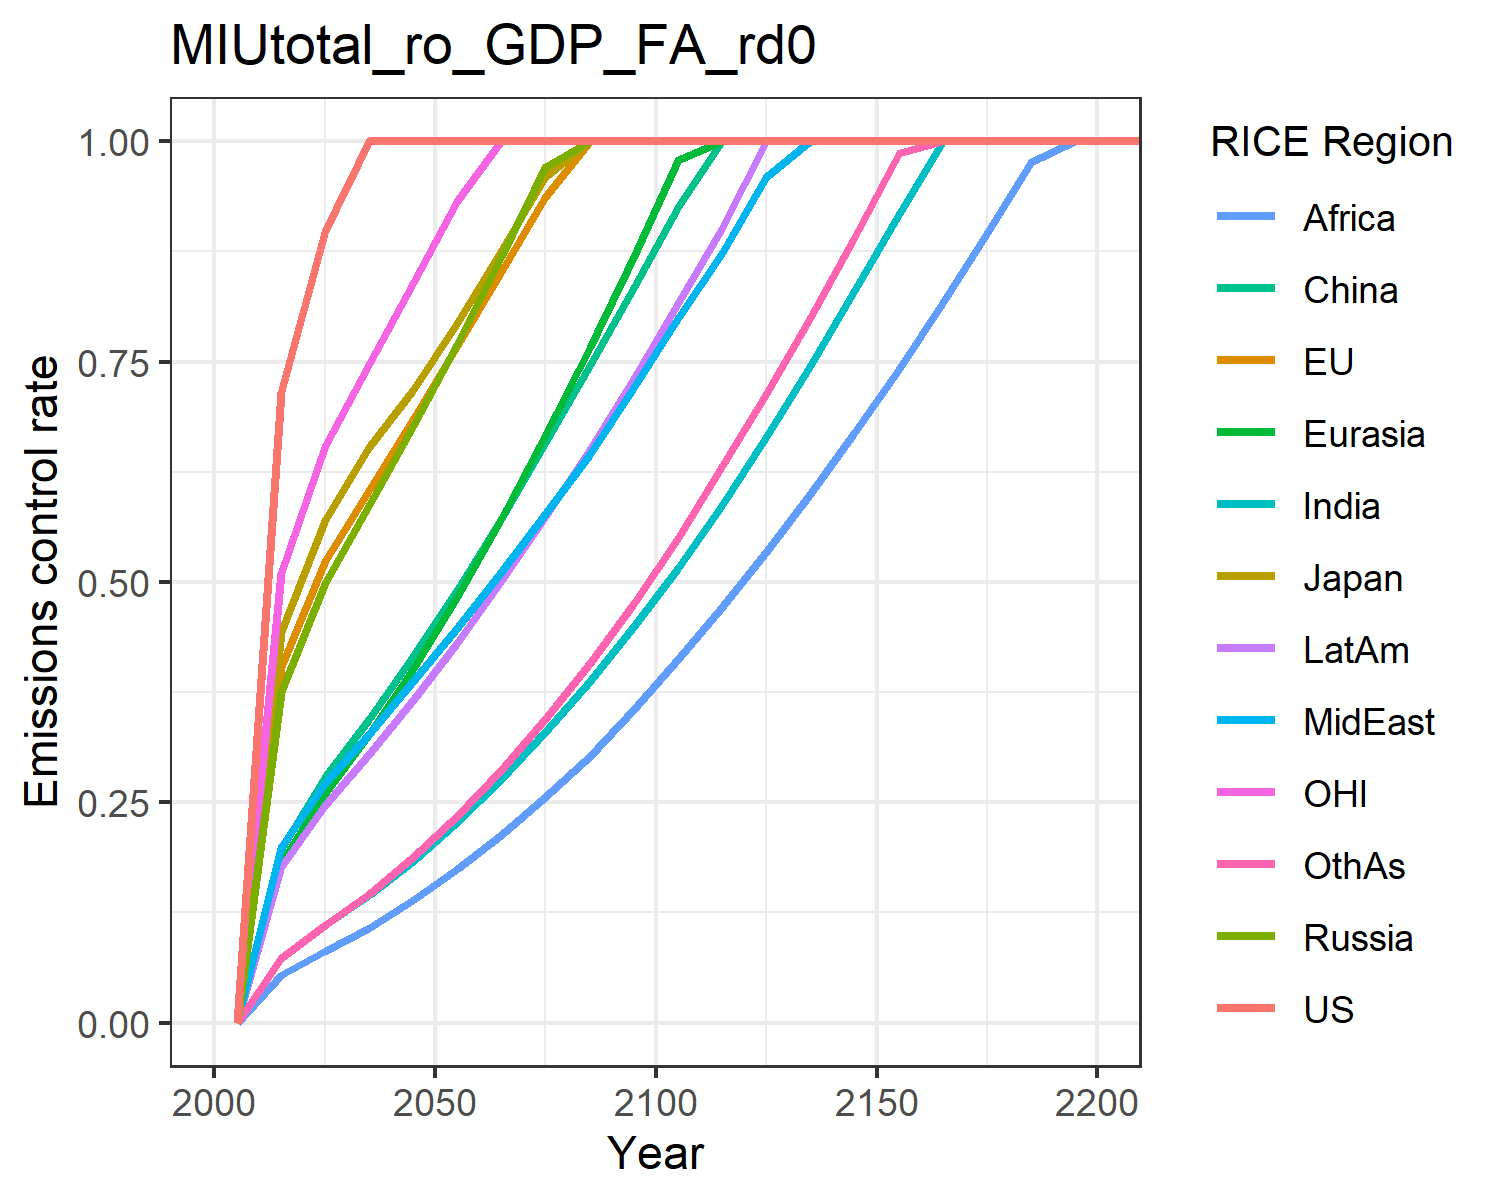 MIUtotal_ro_GDP_FA_rd0
1.00
0.75
0.50
0.25
0.00
Emissions control rate
2000
2050
2100
2150
2200
Year
RICE Region
Africa
China
EU
Eurasia
India
Japan
LatAm
MidEast
OHI
OthAs
Russia
US